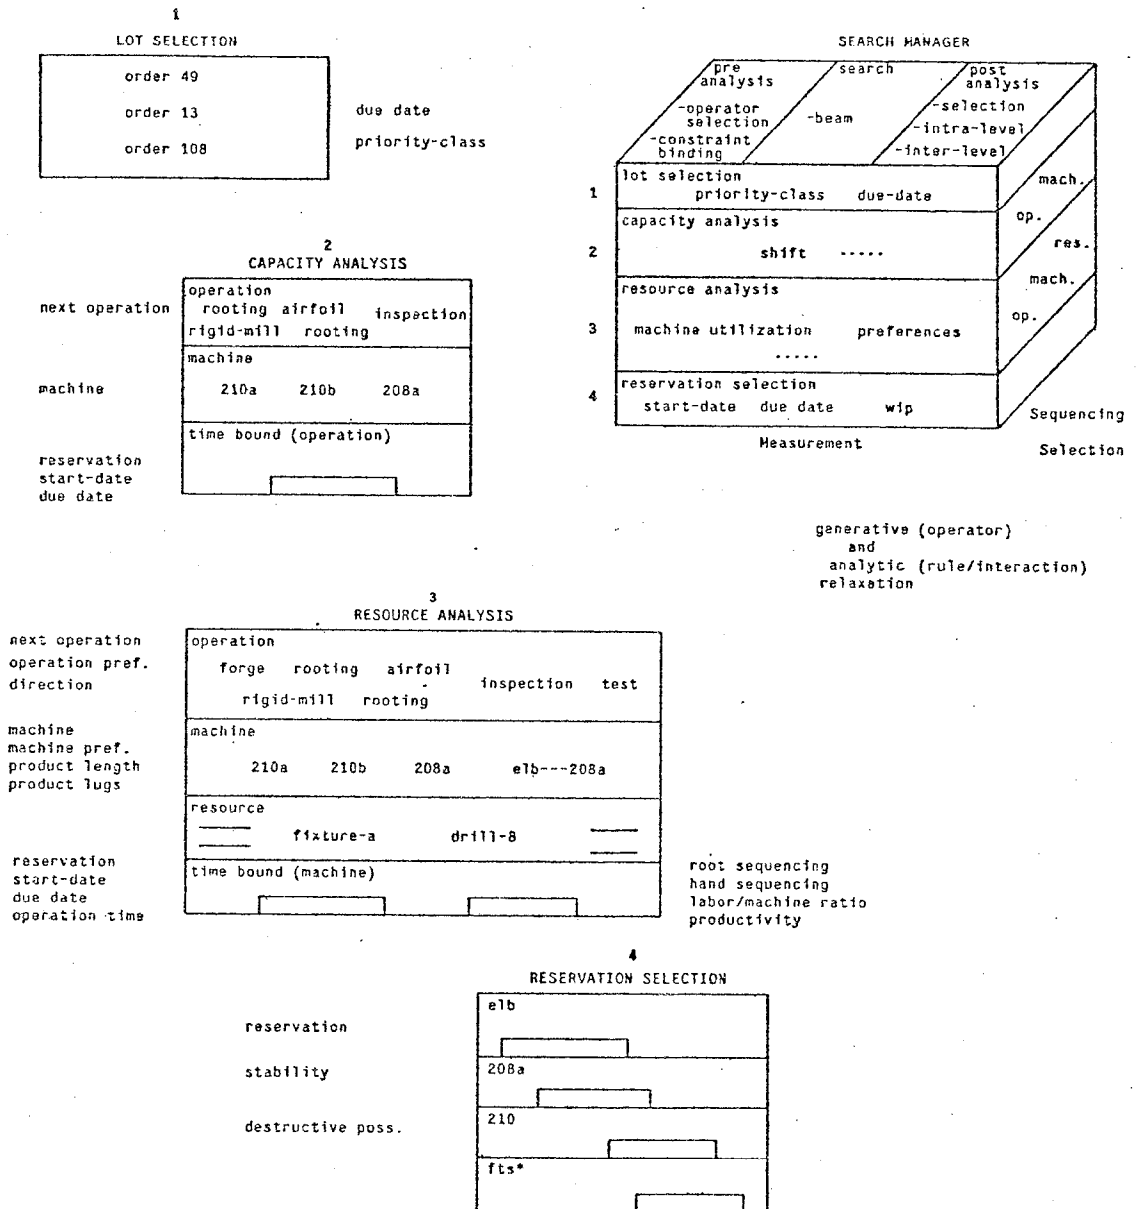 1
LOT SELECTION
order 49
order 13
order 108
due date
priority-class
SEARCH MANAGER
pre
analysis
-operator
selection
-constraint
binding
search
-beam
post
analysis
-selection
-intra-level
-inter-level
1
lot selection
priority-class due-date
2
capacity analysis
shift .....
3
resource analysis
machine utilization preferences
.....
4
reservation selection
start-date due date wip
mach.
op.
res.
mach.
op.
Sequencing
Measurement
Selection
2
CAPACITY ANALYSIS
next operation
operation
rooting airfoil inspection
rigid-mill rooting
machine
machine
210a 210b 208a
reservation
start-date
due date
time bound (operation)
generative (operator)
and
analytic (rule/interaction)
relaxation
3
RESOURCE ANALYSIS
next operation
operation pref.
direction
operation
forge rooting airfoil inspection test
rigid-mill rooting
machine
machine pref.
product length
product lugs
machine
210a 210b 208a elb---208a
resource
fixture-a drill-8
reservation
start-date
due date
operation time
time bound (machine)
root sequencing
hand sequencing
labor/machine ratio
productivity
4
RESERVATION SELECTION
reservation
stability
destructive poss.
elb
208a
210
fts*